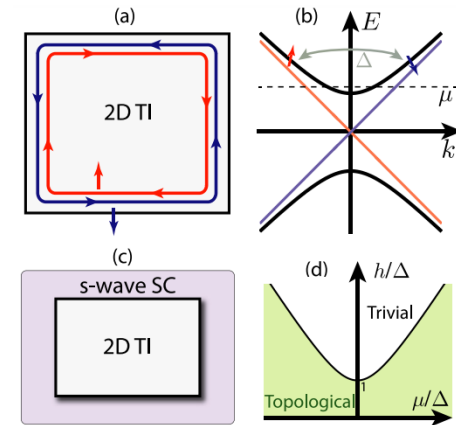 (a)
2D TI
(b)
E
Δ
μ
k
(c)
s-wave SC
2D TI
(d)
h/Δ
Trivial
1
Topological
μ/Δ